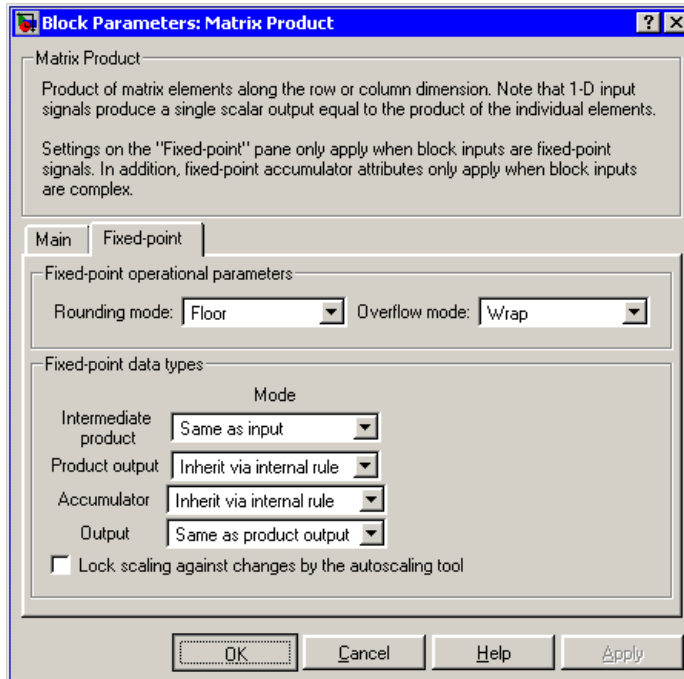 Block Parameters: Matrix Product
Matrix Product
Product of matrix elements along the row or column dimension. Note that 1-D input
signals produce a single scalar output equal to the product of the individual elements.
Settings on the "Fixed-point" pane only apply when block inputs are fixed-point
signals. In addition, fixed-point accumulator attributes only apply when block inputs
are complex.
Main Fixed-point
Fixed-point operational parameters
Rounding mode: Floor Overflow mode: Wrap
Fixed-point data types
Mode
Intermediate
product Same as input
Product output Inherit via internal rule
Accumulator Inherit via internal rule
Output Same as product output
Lock scaling against changes by the autoscaling tool
OK Cancel Help Apply